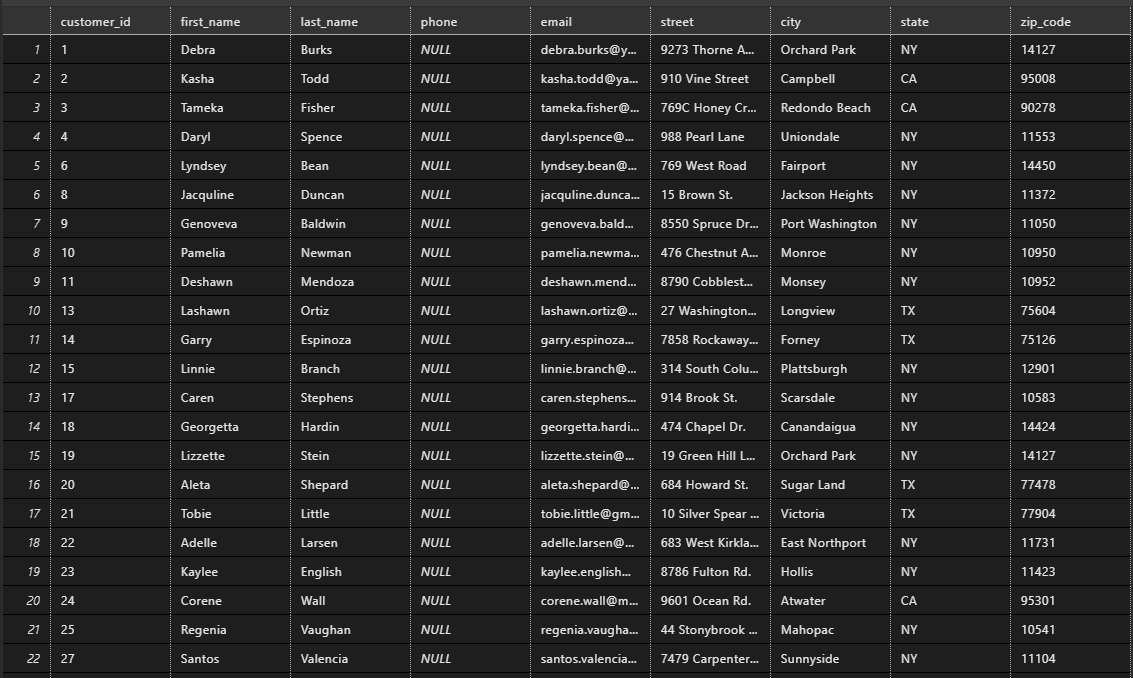 customer_id first_name last_name phone email street city state zip_code
1 1 Debra Burks NULL debra.burks@y... 9273 Thorne A... Orchard Park NY 14127
2 2 Kasha Todd NULL kasha.todd@ya... 910 Vine Street Campbell CA 95008
3 3 Tameka Fisher NULL tameka.fisher@... 769C Honey Cr... Redondo Beach CA 90278
4 4 Daryl Spence NULL daryl.spence@... 988 Pearl Lane Uniondale NY 11553
5 6 Lyndsey Bean NULL lyndsey.bean@... 769 West Road Fairport NY 14450
6 8 Jacquline Duncan NULL jacquline.dunca... 15 Brown St. Jackson Heights NY 11372
7 9 Genoveva Baldwin NULL genoveva.bald... 8550 Spruce Dr... Port Washington NY 11050
8 10 Pamelia Newman NULL pamelia.newma... 476 Chestnut A... Monroe NY 10950
9 11 Deshawn Mendoza NULL deshawn.mend... 8790 Cobblest... Monsey NY 10952
10 13 Lashawn Ortiz NULL lashawn.ortiz@... 27 Washington... Longview TX 75604
11 14 Garry Espinoza NULL garry.espinoza... 7858 Rockaway... Forney TX 75126
12 15 Linnie Branch NULL linnie.branch@... 314 South Colu... Plattsburgh NY 12901
13 17 Caren Stephens NULL caren.stephens... 914 Brook St. Scarsdale NY 10583
14 18 Georgetta Hardin NULL georgetta.hardi... 474 Chapel Dr. Canandaigua NY 14424
15 19 Lizzette Stein NULL lizzette.stein@... 19 Green Hill L... Orchard Park NY 14127
16 20 Aleta Shepard NULL aleta.shepard@... 684 Howard St. Sugar Land TX 77478
17 21 Tobie Little NULL tobie.little@gm... 10 Silver Spear ... Victoria TX 77904
18 22 Adelle Larsen NULL adelle.larsen@... 683 West Kirkla... East Northport NY 11731
19 23 Kaylee English NULL kaylee.english... 8786 Fulton Rd. Hollis NY 11423
20 24 Corene Wall NULL corene.wall@m... 9601 Ocean Rd. Atwater CA 95301
21 25 Regenia Vaughan NULL regenia.vaugha... 44 Stonybrook ... Mahopac NY 10541
22 27 Santos Valencia NULL santos.valencia... 7479 Carpenter... Sunnyside NY 11104